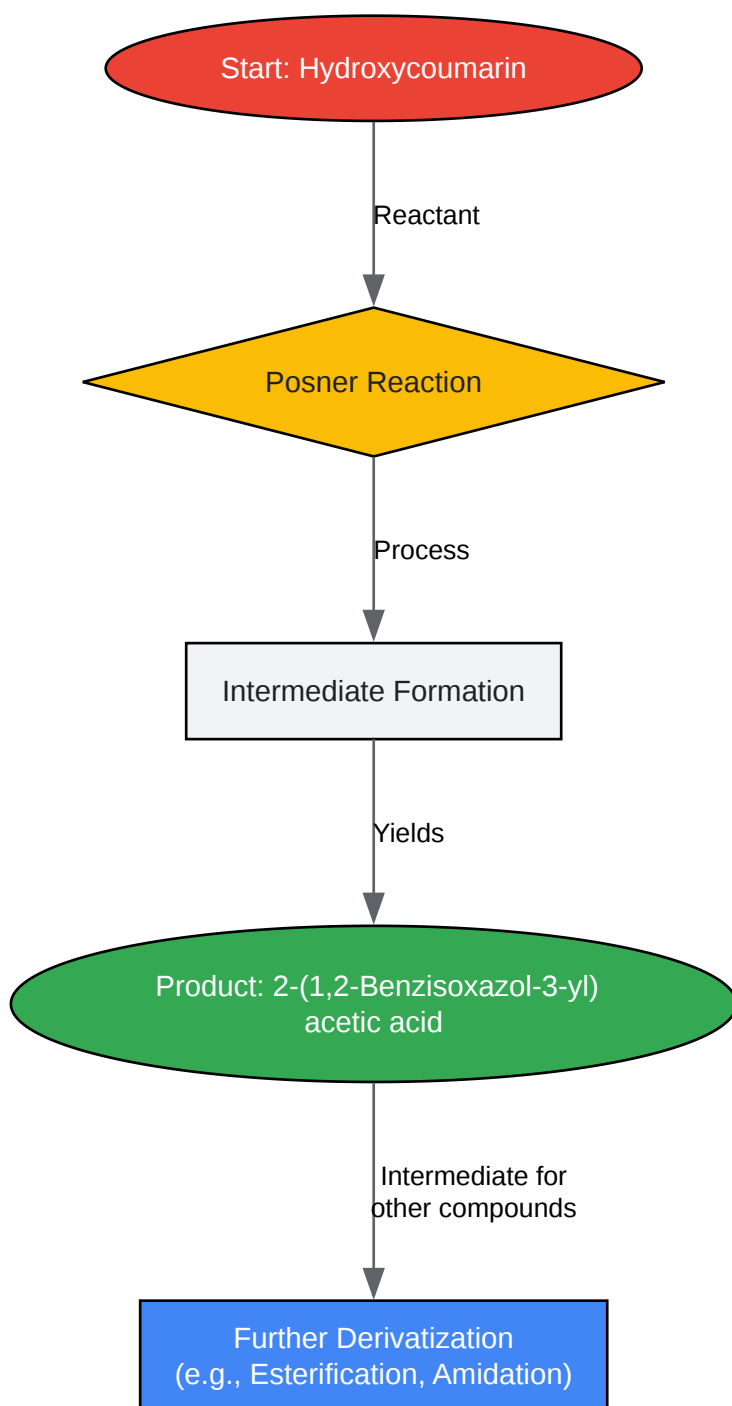 Start: Hydroxycoumarin
Reactant
Posner Reaction
Process
Intermediate Formation
Yields
Product: 2-(1,2-Benzisoxazol-3-yl)
acetic acid
Intermediate for
other compounds
Further Derivatization
(e.g., Esterification, Amidation)